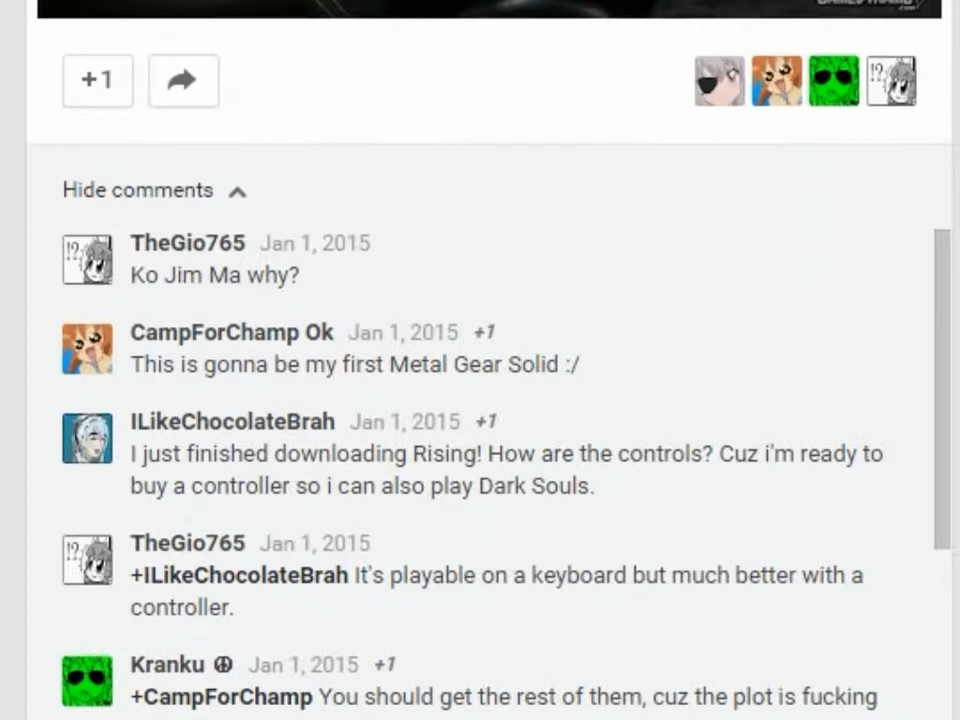 +1
Hide comments
TheGio765 Jan 1, 2015
Ko Jim Ma why?
CampForChamp Ok Jan 1, 2015 +1
This is gonna be my first Metal Gear Solid :/
ILikeChocolateBrah Jan 1, 2015 +1
I just finished downloading Rising! How are the controls? Cuz i'm ready to
buy a controller so i can also play Dark Souls.
TheGio765 Jan 1, 2015
+ILikeChocolateBrah It's playable on a keyboard but much better with a
controller.
Kranku ☮ Jan 1, 2015 +1
+CampForChamp You should get the rest of them, cuz the plot is fucking